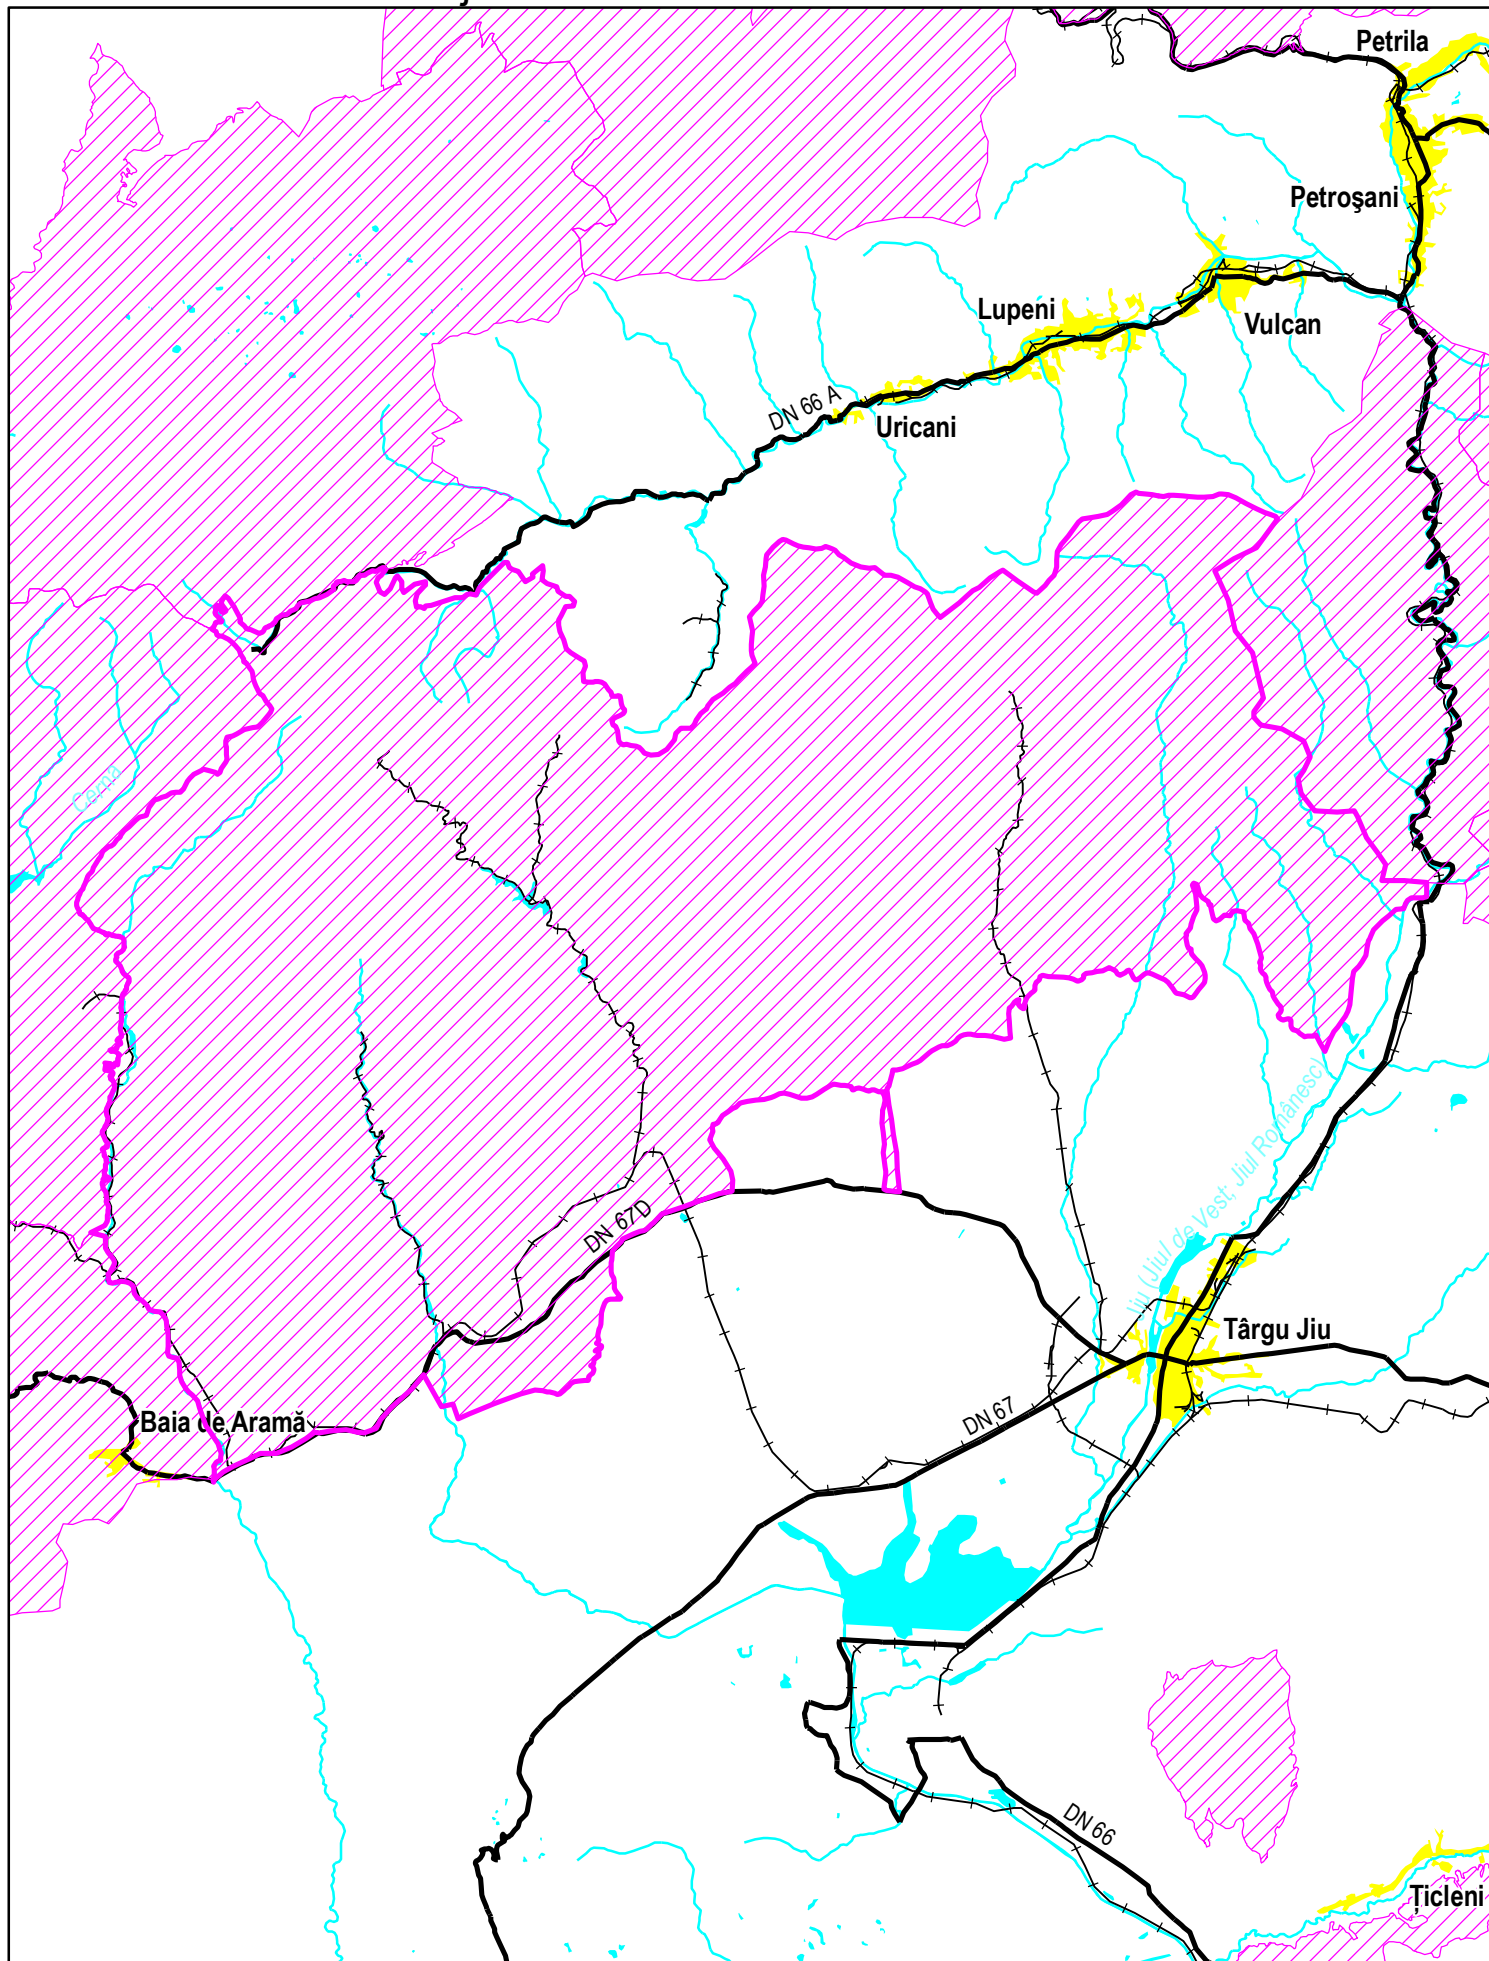 Petrila
Petroşani
Lupeni
Vulcan
DN 66 A
Uricani
Cerna
Jiu (Jiul de Vest; Jiul Românesc)
DN 67D
Târgu Jiu
DN 67
Baia de Aramă
DN 66
Ţicleni